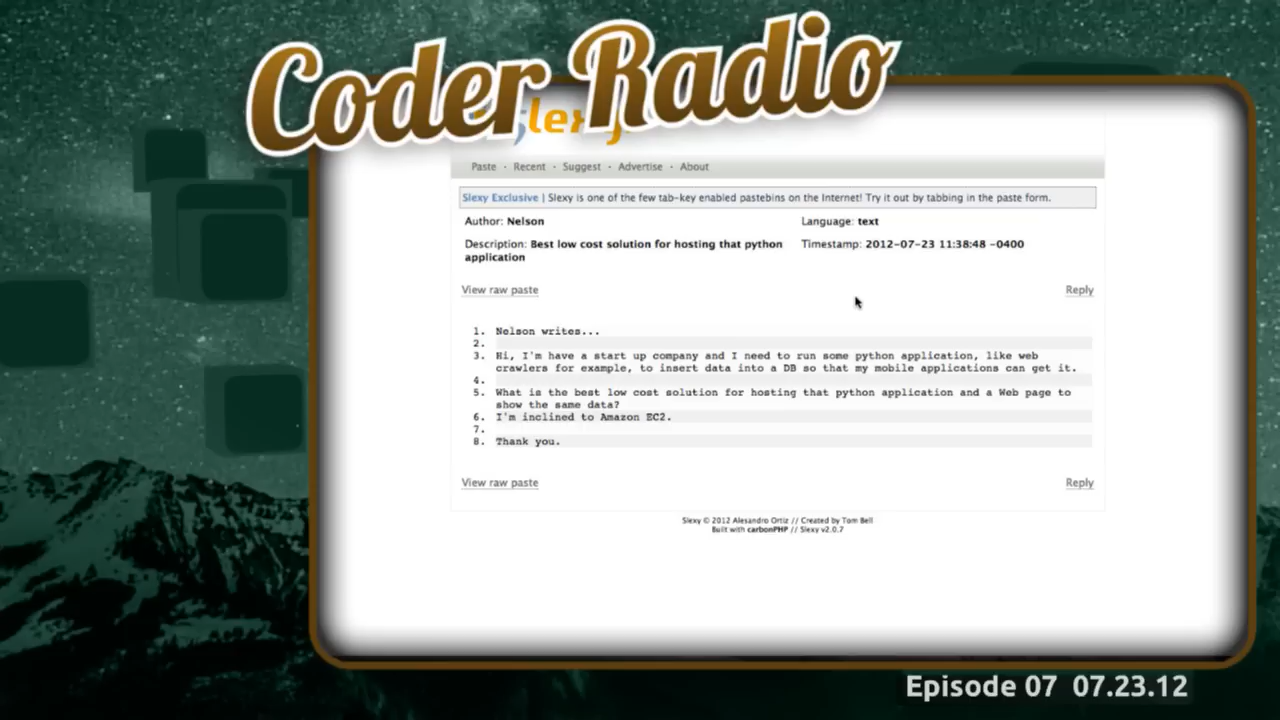 Coder Radio
Paste · Recent · Suggest · Advertise · About
Slexy Exclusive | Slexy is one of the few tab-key enabled pastebins on the Internet! Try it out by tabbing in the paste form.
Author: Nelson
Language: text
Description: Best low cost solution for hosting that python
application
Timestamp: 2012-07-23 11:38:48 -0400
View raw paste
Reply
1. Nelson writes...
2.
3. Hi, I'm have a start up company and I need to run some python application, like web
crawlers for example, to insert data into a DB so that my mobile applications can get it.
4.
5. What is the best low cost solution for hosting that python application and a Web page to
show the same data?
6. I'm inclined to Amazon EC2.
7.
8. Thank you.
View raw paste
Reply
Slexy © 2012 Alesandro Ortiz // Created by Tom Bell
Built with carbonPHP // Slexy v2.0.7
Episode 07 07.23.12